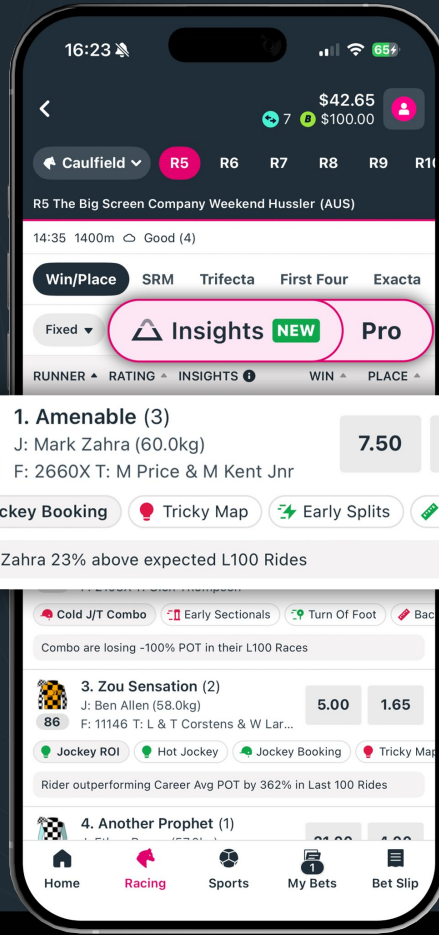 16:23
65
$42.65
7 B $100.00
Caulfield R5 R6 R7 R8 R9
R5 The Big Screen Company Weekend Hussler (AUS)
14:35 1400m Good (4)
Win/Place SRM Trifecta First Four Exacta
Fixed Insights NEW Pro
RUNNER RATING INSIGHTS WIN PLACE
1. Amenable (3)
J: Mark Zahra (60.0kg)
7.50
F: 2660X T: M Price & M Kent Jnr
ckey Booking Tricky Map Early Splits
Zahra 23% above expected L100 Rides
Cold J/T Combo Early Sectionals Turn Of Foot Bac
Combo are losing -100% POT in their L100 Races
3. Zou Sensation (2)
J: Ben Allen (58.0kg)
5.00 1.65
86 F: 11146 T: L & T Corstens & W Lar...
Jockey ROI Hot Jockey Jockey Booking Tricky Map
Rider outperforming Career Avg POT by 362% in Last 100 Rides
4. Another Prophet (1)
1
Home Racing Sports My Bets Bet Slip